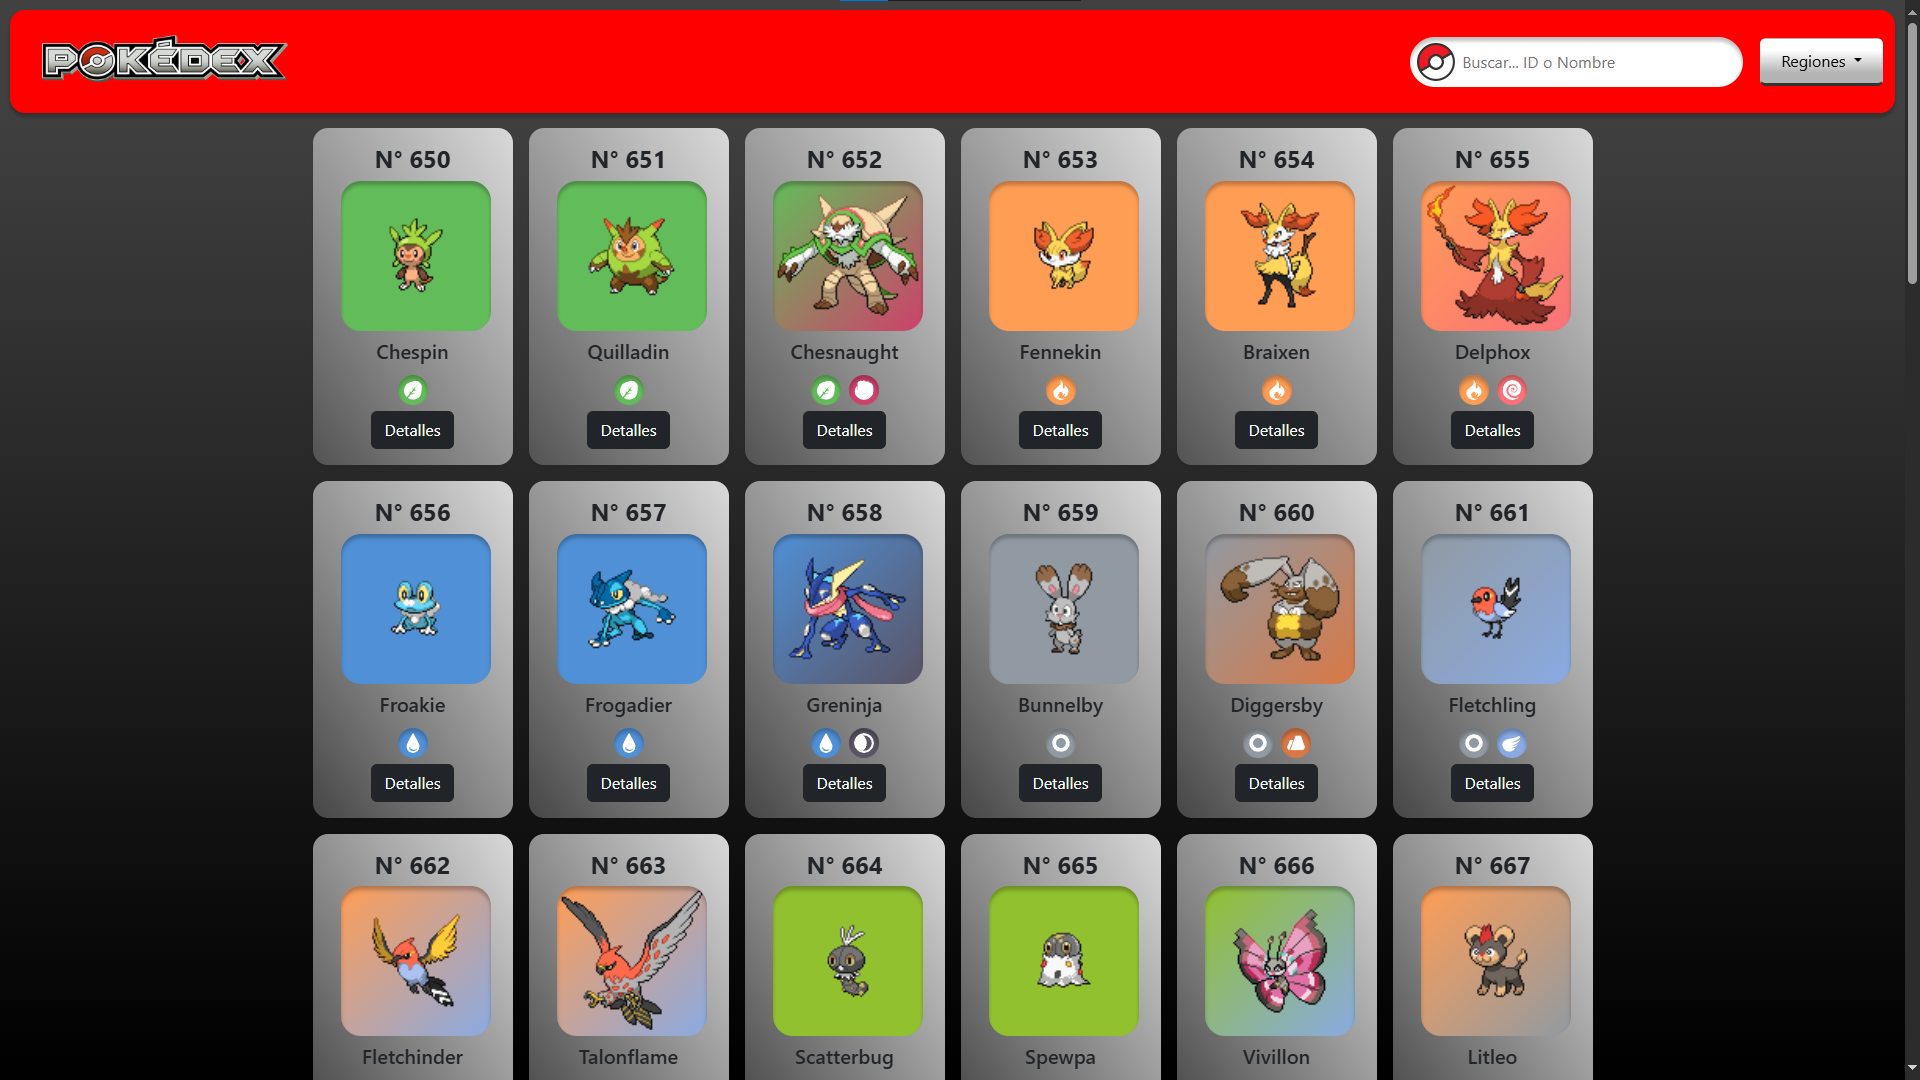 POKÉDEX
Buscar... ID o Nombre
Regiones
N° 650
N° 651
N° 652
N° 653
N° 654
N° 655
Chespin
Quilladin
Chesnaught
Fennekin
Braixen
Delphox
Detalles
Detalles
Detalles
Detalles
Detalles
Detalles
N° 656
N° 657
N° 658
N° 659
N° 660
N° 661
Froakie
Frogadier
Greninja
Bunnelby
Diggersby
Fletchling
Detalles
Detalles
Detalles
Detalles
Detalles
Detalles
N° 662
N° 663
N° 664
N° 665
N° 666
N° 667
Fletchinder
Talonflame
Scatterbug
Spewpa
Vivillon
Litleo